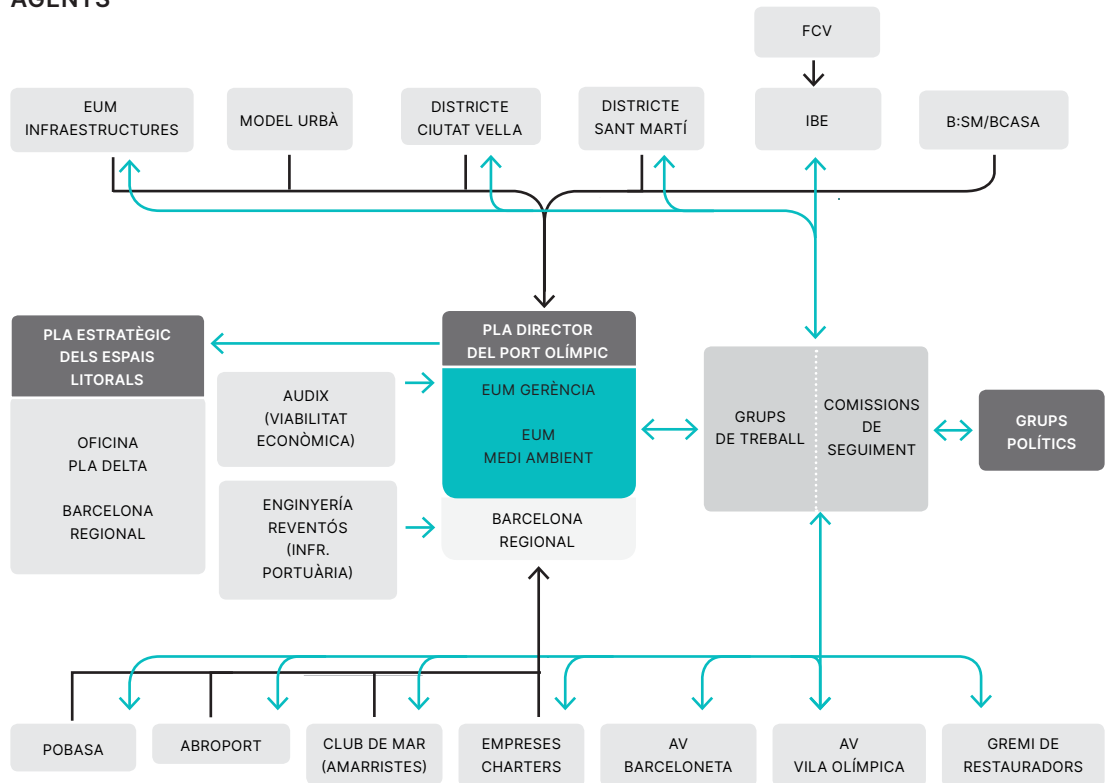 AGENTS
FCV
EUM
INFRAESTRUCTURES
MODEL URBÀ
DISTRICTE
CIUTAT VELLA
DISTRICTE
SANT MARTÍ
IBE
B:SM/BCASA
PLA ESTRATÈGIC
DELS ESPAIS
LITORALS
OFICINA
PLA DELTA
BARCELONA
REGIONAL
AUDIX
(VIABILITAT
ECONÒMICA)
ENGINYERÍA
REVENTÓS
(INFR.
PORTUÀRIA)
PLA DIRECTOR
DEL PORT OLÍMPIC
EUM GERÈNCIA
EUM
MEDI AMBIENT
BARCELONA
REGIONAL
GRUPS
DE TREBALL
COMISSIONS
DE
SEGUIMENT
GRUPS
POLÍTICS
POBASA
ABROPORT
CLUB DE MAR
(AMARRISTES)
EMPRESES
CHARTERS
AV
BARCELONETA
AV
VILA OLÍMPICA
GREMI DE
RESTAURADORS